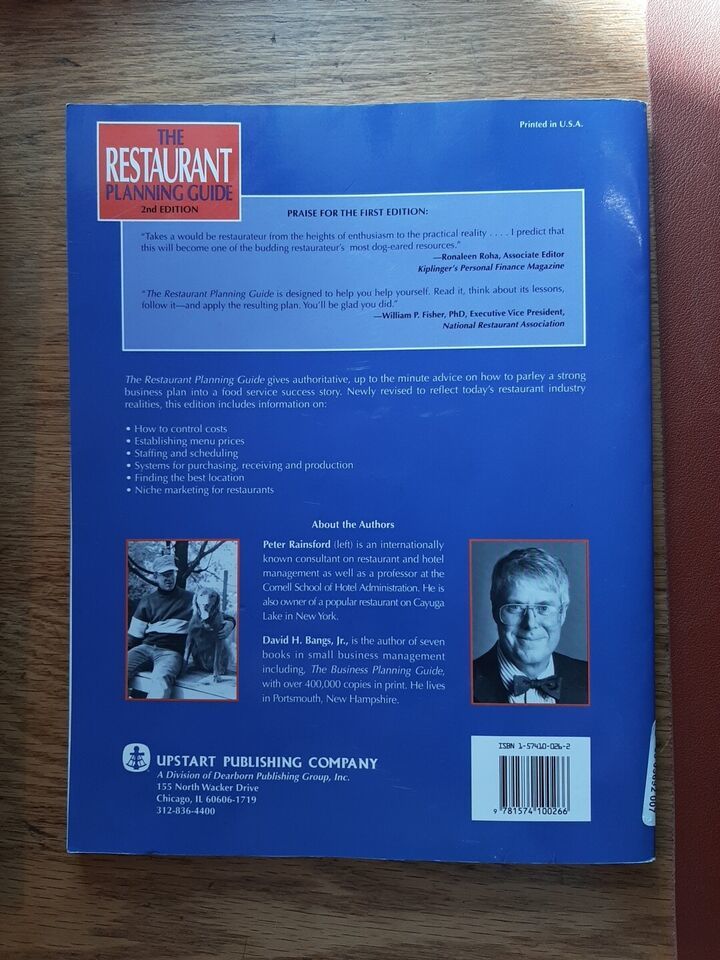 Printed in U.S.A.
THE
RESTAURANT
PLANNING GUIDE
2nd EDITION
PRAISE FOR THE FIRST EDITION:
"Takes a would be restaurateur from the heights of enthusiasm to the practical reality . . . . I predict that
this will become one of the budding restaurateur's most dog-eared resources."
—Ronaleen Roha, Associate Editor
Kiplinger's Personal Finance Magazine
"The Restaurant Planning Guide is designed to help you help yourself. Read it, think about its lessons,
follow it—and apply the resulting plan. You'll be glad you did."
—William P. Fisher, PhD, Executive Vice President,
National Restaurant Association
The Restaurant Planning Guide gives authoritative, up to the minute advice on how to parley a strong
business plan into a food service success story. Newly revised to reflect today's restaurant industry
realities, this edition includes information on:
• How to control costs
• Establishing menu prices
• Staffing and scheduling
• Systems for purchasing, receiving and production
• Finding the best location
• Niche marketing for restaurants
About the Authors
Peter Rainsford (left) is an internationally
known consultant on restaurant and hotel
management as well as a professor at the
Cornell School of Hotel Administration. He is
also owner of a popular restaurant on Cayuga
Lake in New York.
David H. Bangs, Jr., is the author of seven
books in small business management
including, The Business Planning Guide,
with over 400,000 copies in print. He lives
in Portsmouth, New Hampshire.
UPSTART PUBLISHING COMPANY
A Division of Dearborn Publishing Group, Inc.
155 North Wacker Drive
Chicago, IL 60606-1719
312-836-4400
ISBN 1-57410-026-2
9 781574 100266